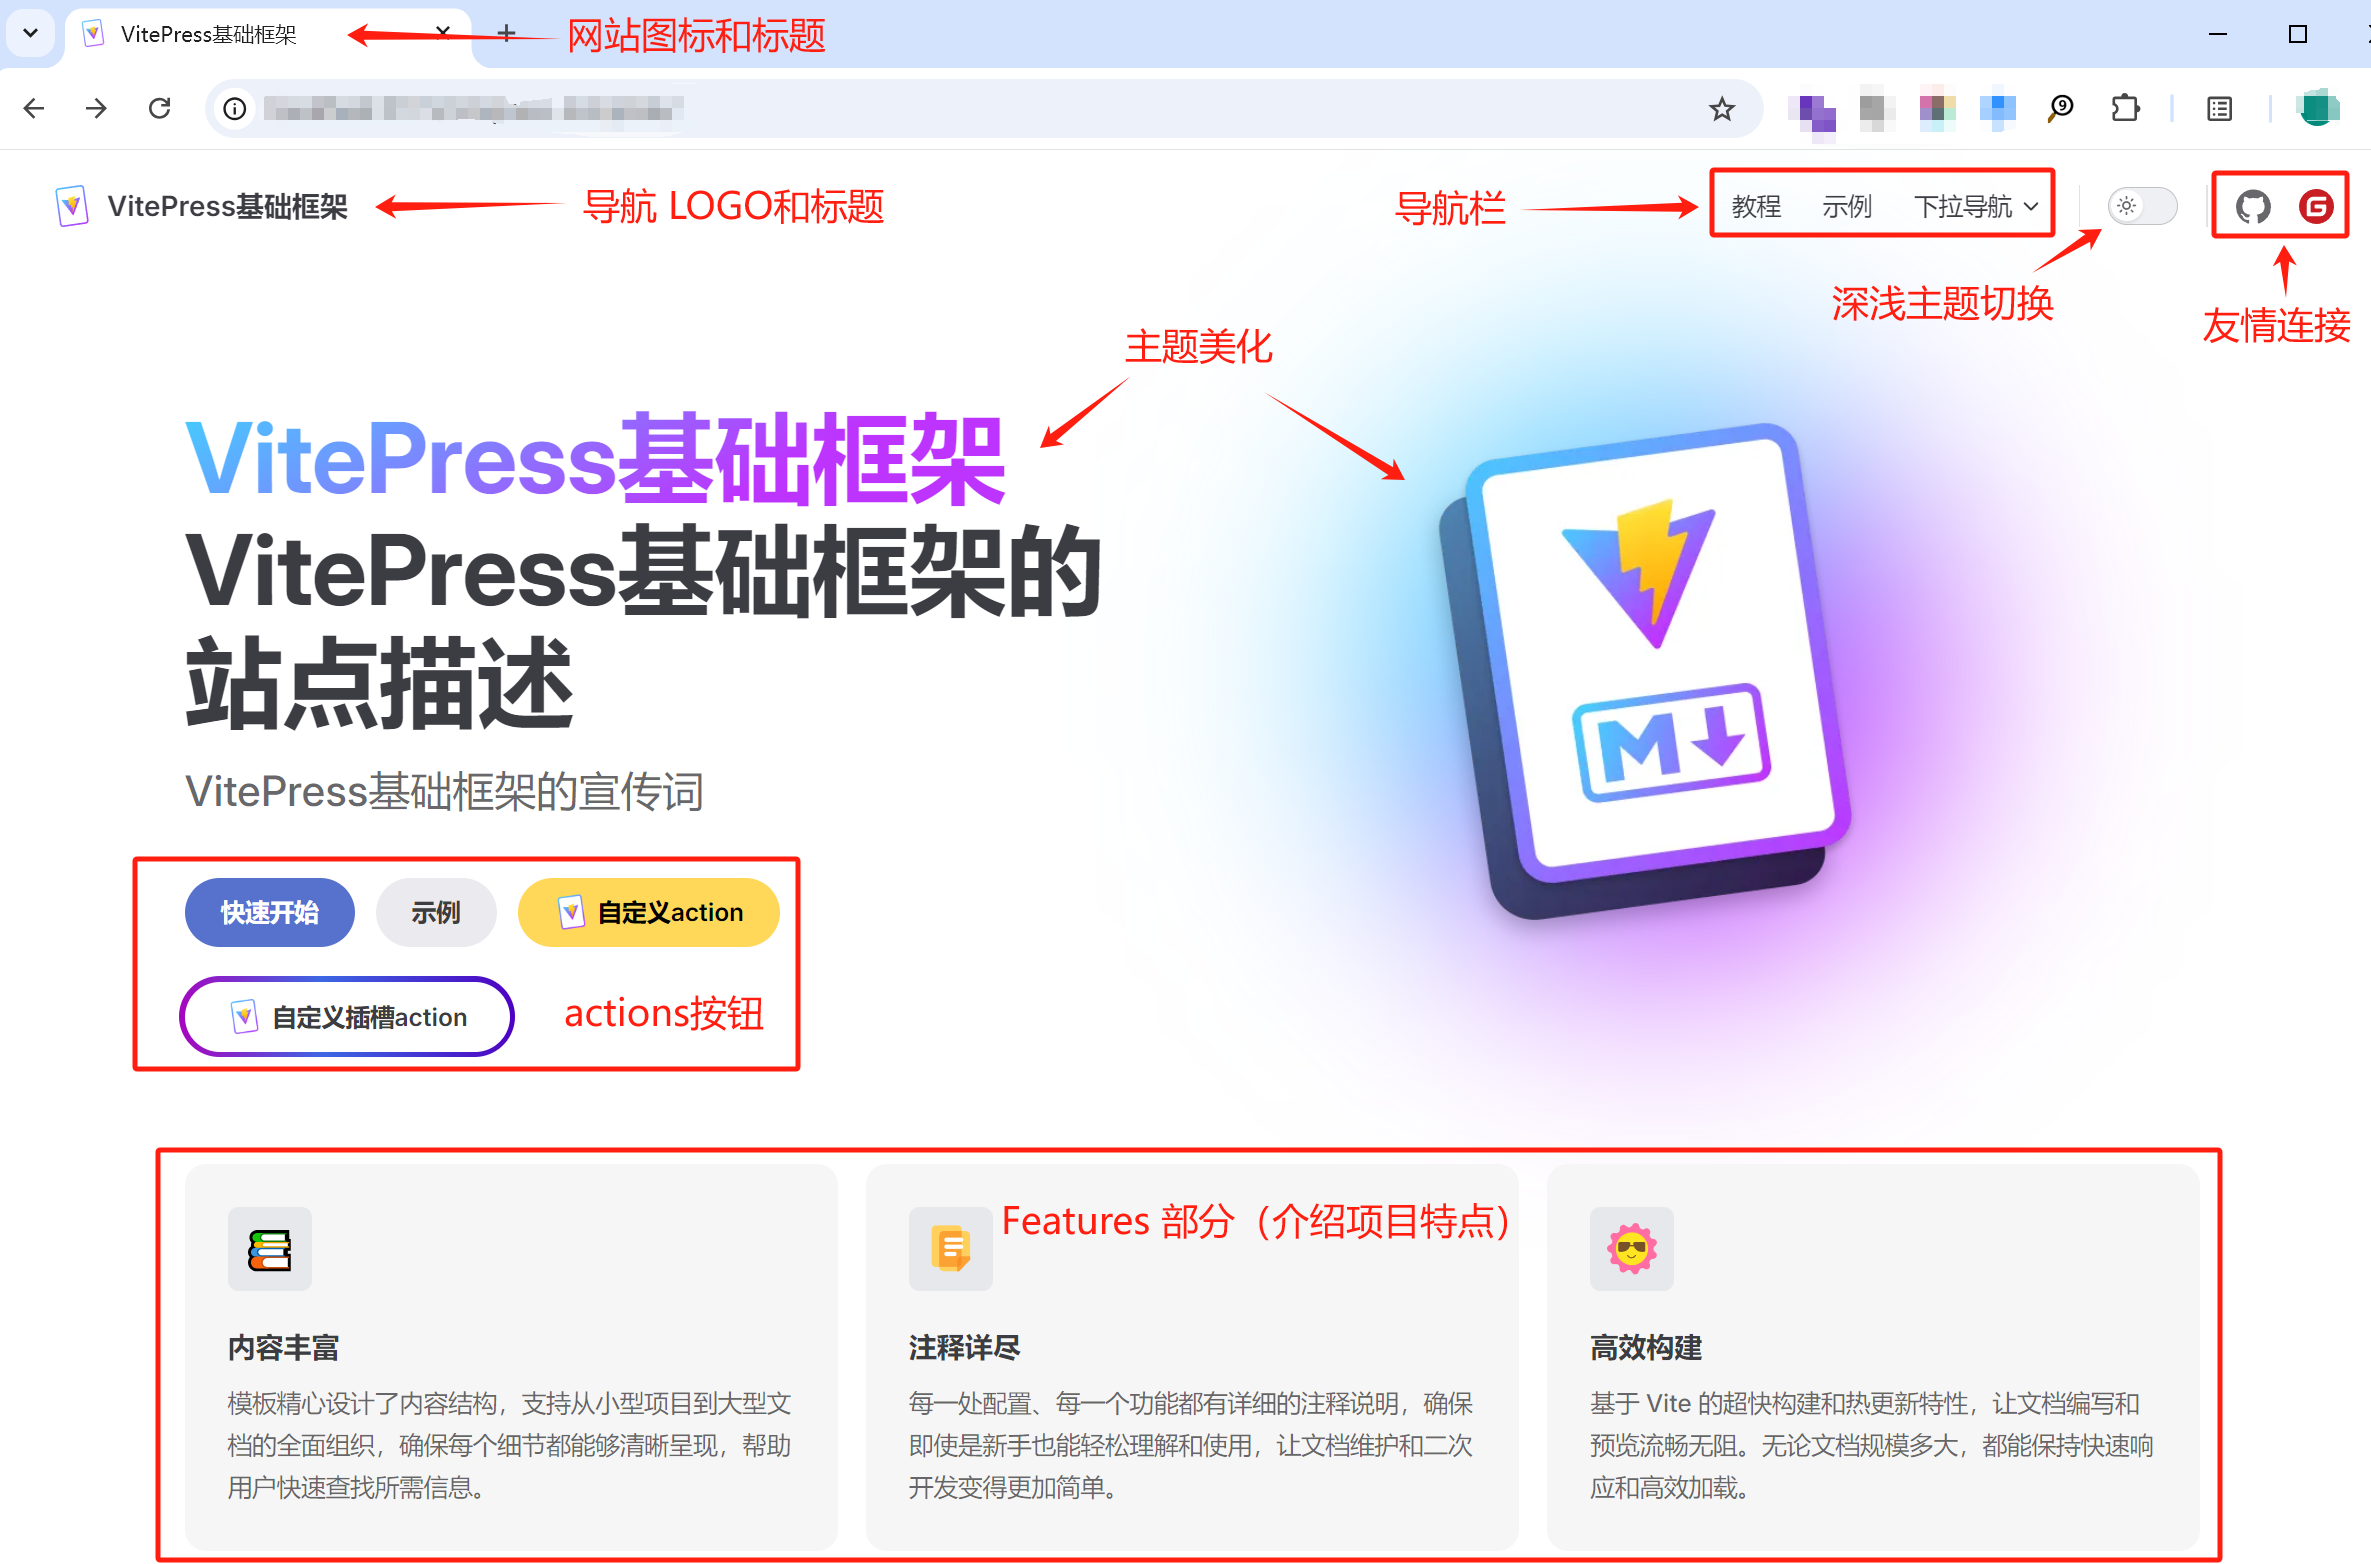 VitePress基础框架
网站图标和标题
VitePress基础框架
导航 LOGO和标题
导航栏
教程 示例 下拉导航
深浅主题切换
友情连接
主题美化
VitePress基础框架
VitePress基础框架的
站点描述
VitePress基础框架的宣传词
M
快速开始 示例 自定义action
自定义插槽action
actions按钮
Features 部分（介绍项目特点）
内容丰富
模板精心设计了内容结构，支持从小型项目到大型文
档的全面组织，确保每个细节都能够清晰呈现，帮助
用户快速查找所需信息。
注释详尽
每一处配置、每一个功能都有详细的注释说明，确保
即使是新手也能轻松理解和使用，让文档维护和二次
开发变得更加简单。
高效构建
基于 Vite 的超快构建和热更新特性，让文档编写和
预览流畅无阻。无论文档规模多大，都能保持快速响
应和高效加载。